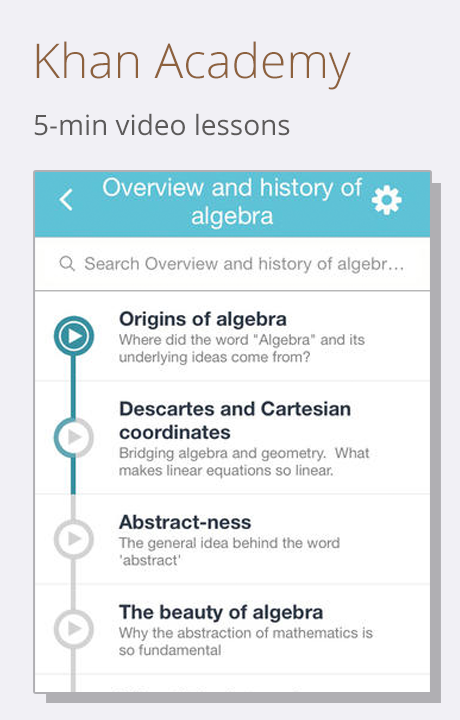 Khan Academy
5-min video lessons
Overview and history of
algebra
Search Overview and history of algebr...
Origins of algebra
Where did the word "Algebra" and its
underlying ideas come from?
Descartes and Cartesian
coordinates
Bridging algebra and geometry.  What
makes linear equations so linear.
Abstract-ness
The general idea behind the word
'abstract'
The beauty of algebra
Why the abstraction of mathematics is
so fundamental